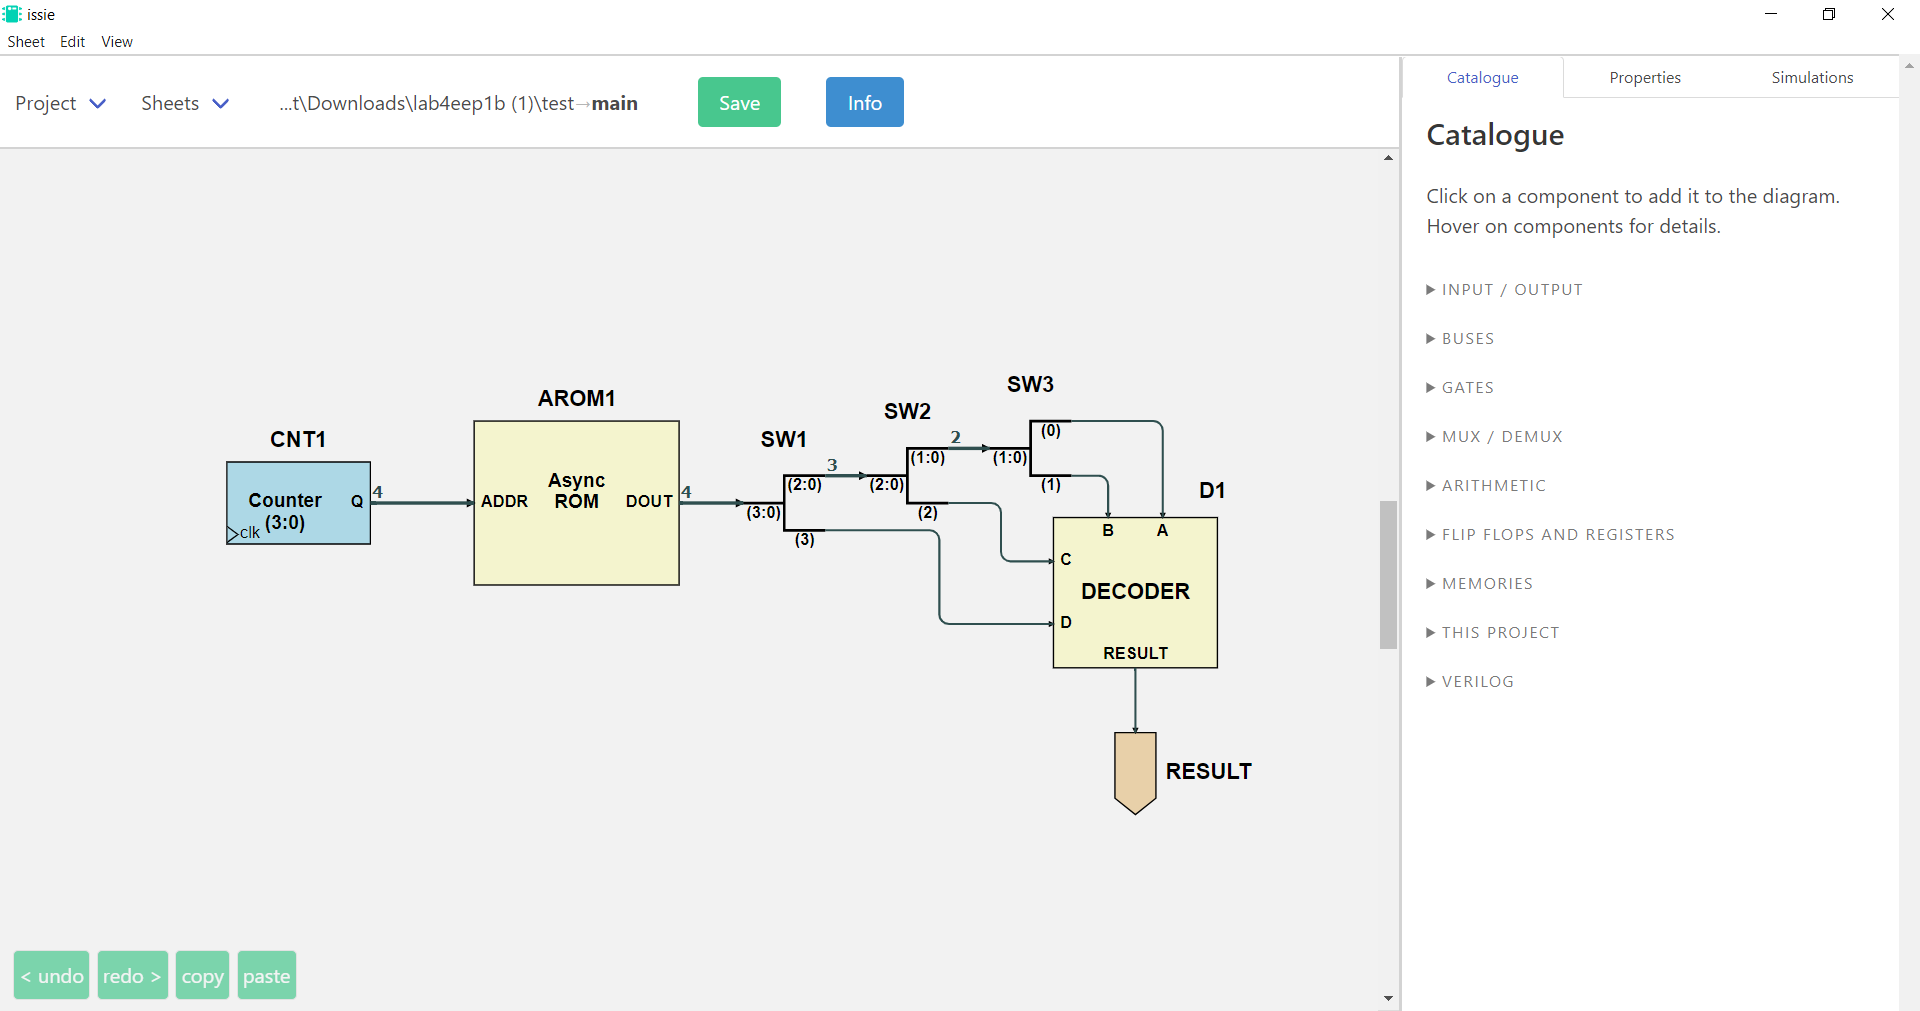 issie
Sheet Edit View
Project Sheets ...t\Downloads\lab4eep1b (1)\test→main Save Info
Catalogue Properties Simulations
Catalogue
Click on a component to add it to the diagram.
Hover on components for details.
INPUT / OUTPUT
BUSES
GATES
MUX / DEMUX
ARITHMETIC
FLIP FLOPS AND REGISTERS
MEMORIES
THIS PROJECT
VERILOG
CNT1
Counter
(3:0)
Q
clk
4
AROM1
ADDR
Async
ROM
DOUT
4
SW1
(3:0)
(2:0)
(3)
3
SW2
(2:0)
(1:0)
(2)
2
SW3
(1:0)
(0)
(1)
D1
B A
C
DECODER
D
RESULT
RESULT
< undo redo > copy paste